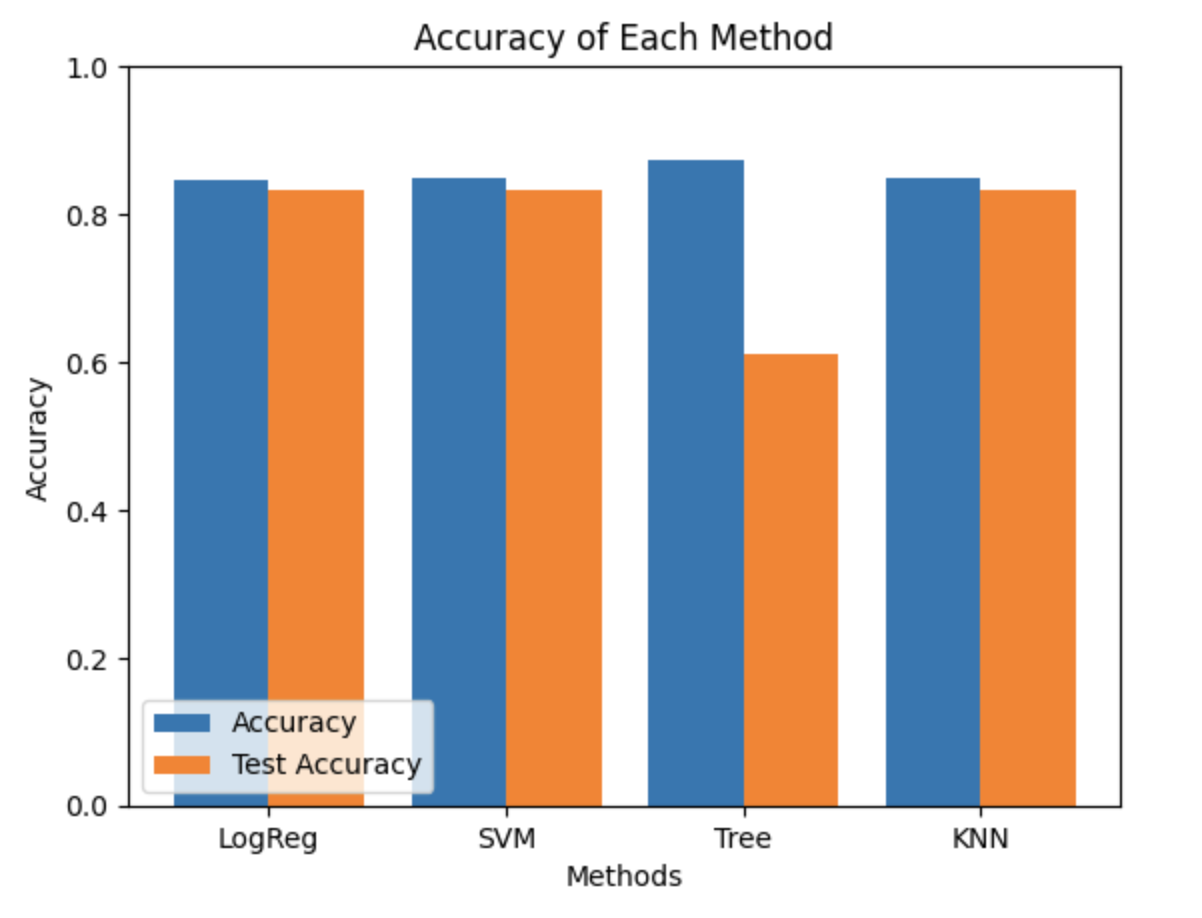 Accuracy of Each Method
1.0
0.8
0.6
0.4
0.2
0.0
Accuracy
Accuracy
Test Accuracy
LogReg SVM Tree KNN
Methods